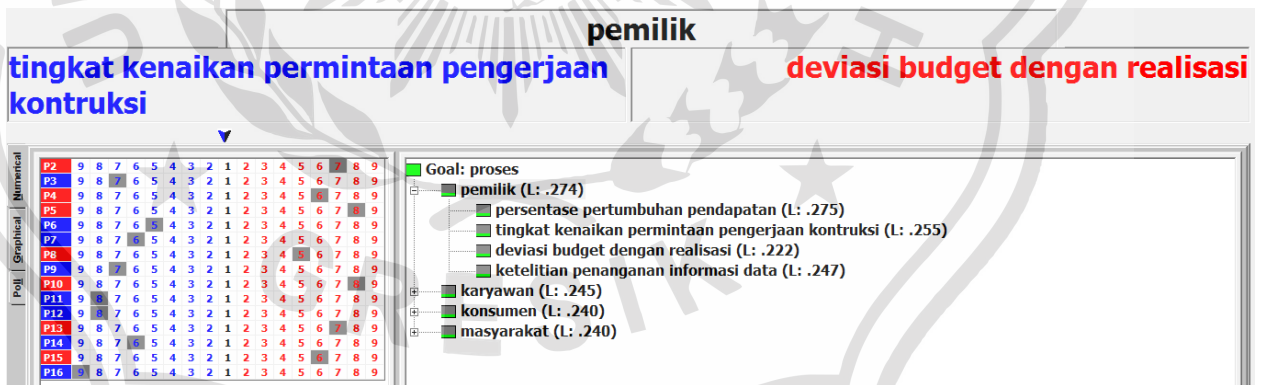 pemilik
tingkat kenaikan permintaan pengerjaan
kontruksi
deviasi budget dengan realisasi
Numerical
Graphical
Poll
P2 9 8 7 6 5 4 3 2 1 2 3 4 5 6 7 8 9
P3 9 8 7 6 5 4 3 2 1 2 3 4 5 6 7 8 9
P4 9 8 7 6 5 4 3 2 1 2 3 4 5 6 7 8 9
P5 9 8 7 6 5 4 3 2 1 2 3 4 5 6 7 8 9
P6 9 8 7 6 5 4 3 2 1 2 3 4 5 6 7 8 9
P7 9 8 7 6 5 4 3 2 1 2 3 4 5 6 7 8 9
P8 9 8 7 6 5 4 3 2 1 2 3 4 5 6 7 8 9
P9 9 8 7 6 5 4 3 2 1 2 3 4 5 6 7 8 9
P10 9 8 7 6 5 4 3 2 1 2 3 4 5 6 7 8 9
P11 9 8 7 6 5 4 3 2 1 2 3 4 5 6 7 8 9
P12 9 8 7 6 5 4 3 2 1 2 3 4 5 6 7 8 9
P13 9 8 7 6 5 4 3 2 1 2 3 4 5 6 7 8 9
P14 9 8 7 6 5 4 3 2 1 2 3 4 5 6 7 8 9
P15 9 8 7 6 5 4 3 2 1 2 3 4 5 6 7 8 9
P16 9 8 7 6 5 4 3 2 1 2 3 4 5 6 7 8 9
Goal: proses
pemilik (L: .274)
persentase pertumbuhan pendapatan (L: .275)
tingkat kenaikan permintaan pengerjaan kontruksi (L: .255)
deviasi budget dengan realisasi (L: .222)
ketelitian penanganan informasi data (L: .247)
karyawan (L: .245)
konsumen (L: .240)
masyarakat (L: .240)
GRESIK